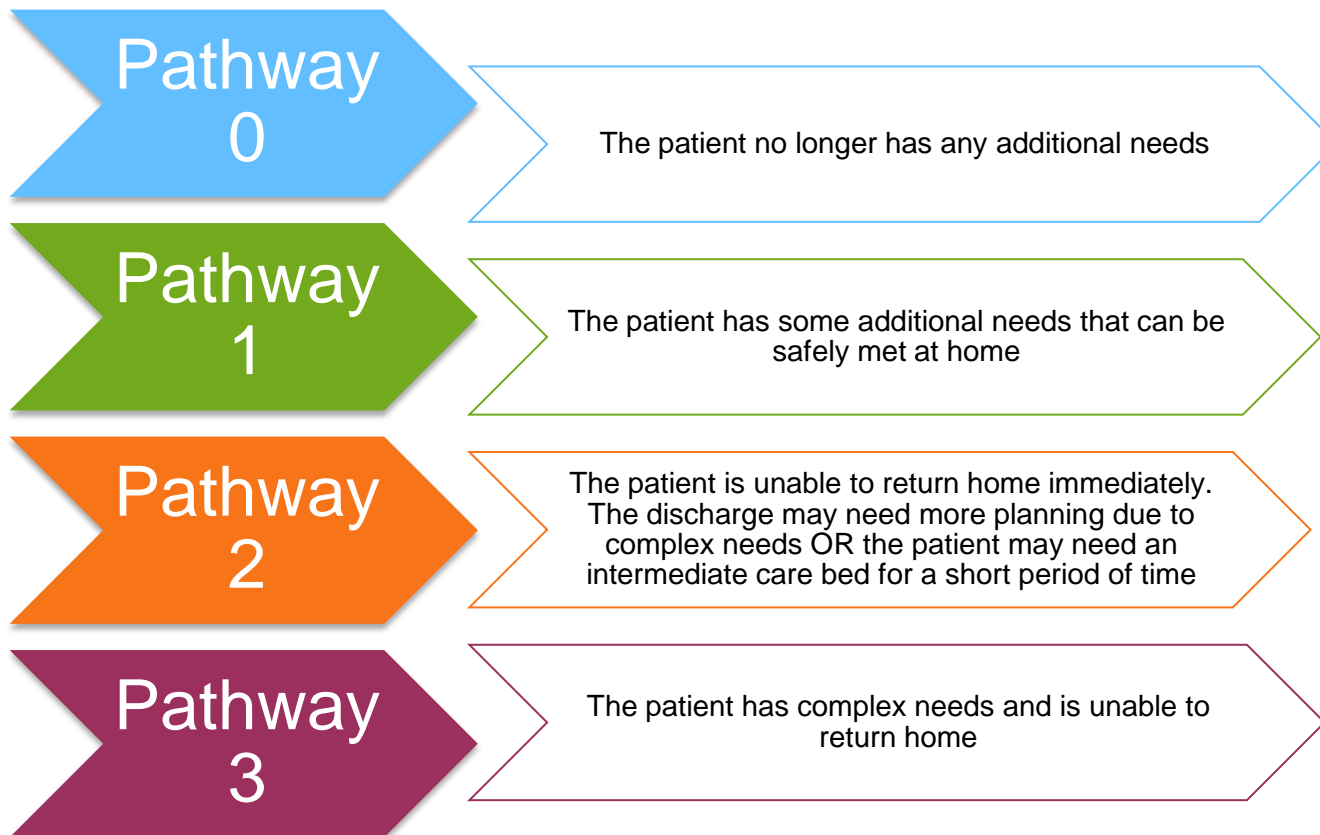 Pathway
0
The patient no longer has any additional needs
Pathway
1
The patient has some additional needs that can be
safely met at home
Pathway
2
The patient is unable to return home immediately.
The discharge may need more planning due to
complex needs OR the patient may need an
intermediate care bed for a short period of time
Pathway
3
The patient has complex needs and is unable to
return home